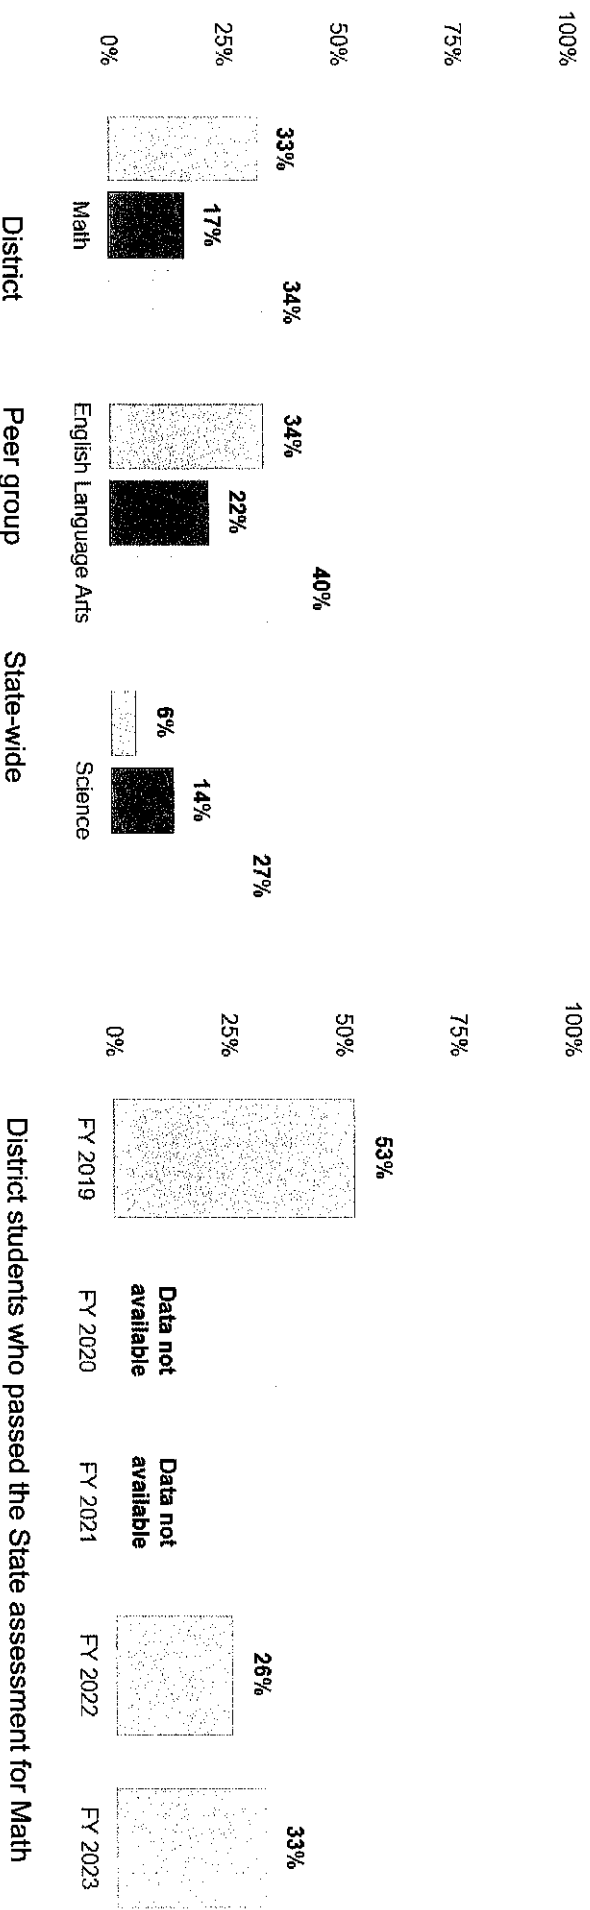 100%
75%
50%
25%
0%
33%
17%
34%
34%
22%
40%
6%
14%
27%
Math
English Language Arts
Science
District
Peer group
State-wide
100%
75%
50%
25%
0%
53%
Data not
available
Data not
available
26%
33%
FY 2019
FY 2020
FY 2021
FY 2022
FY 2023
District students who passed the State assessment for Math